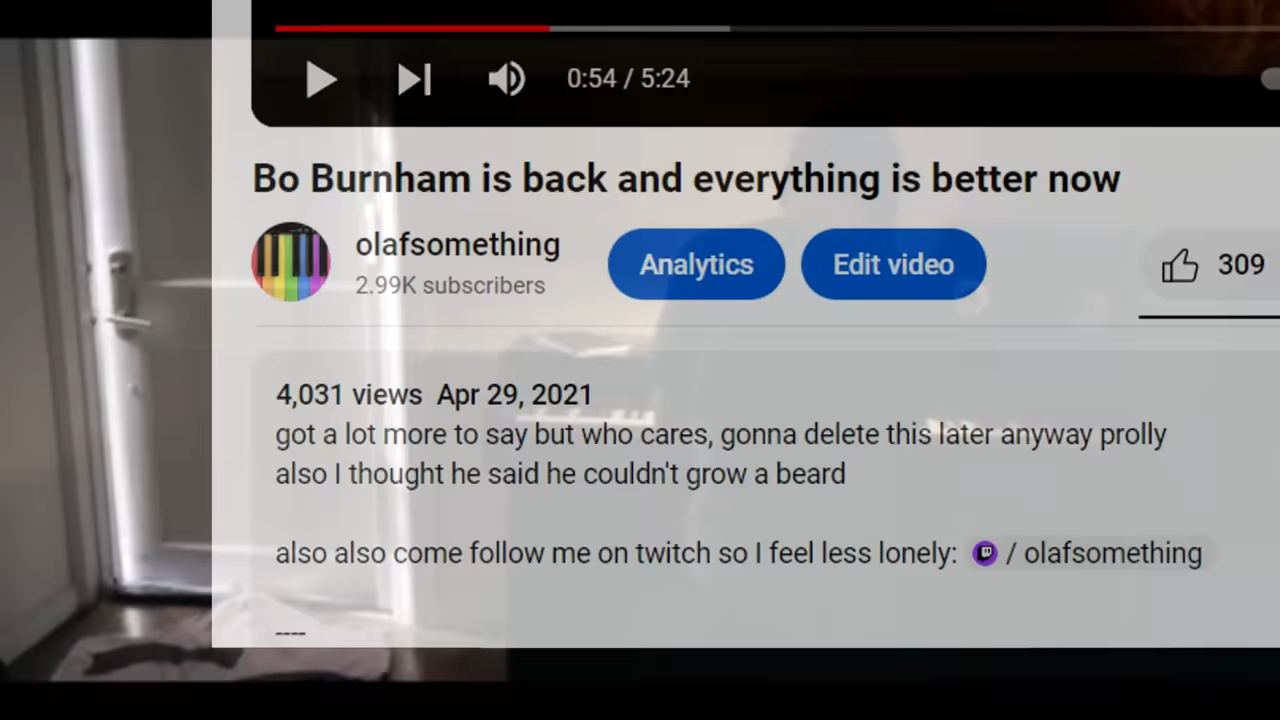 0:54 / 5:24
Bo Burnham is back and everything is better now
olafsomething
2.99K subscribers
Analytics
Edit video
309
4,031 views Apr 29, 2021
got a lot more to say but who cares, gonna delete this later anyway prolly
also I thought he said he couldn't grow a beard
also also come follow me on twitch so I feel less lonely: / olafsomething
----